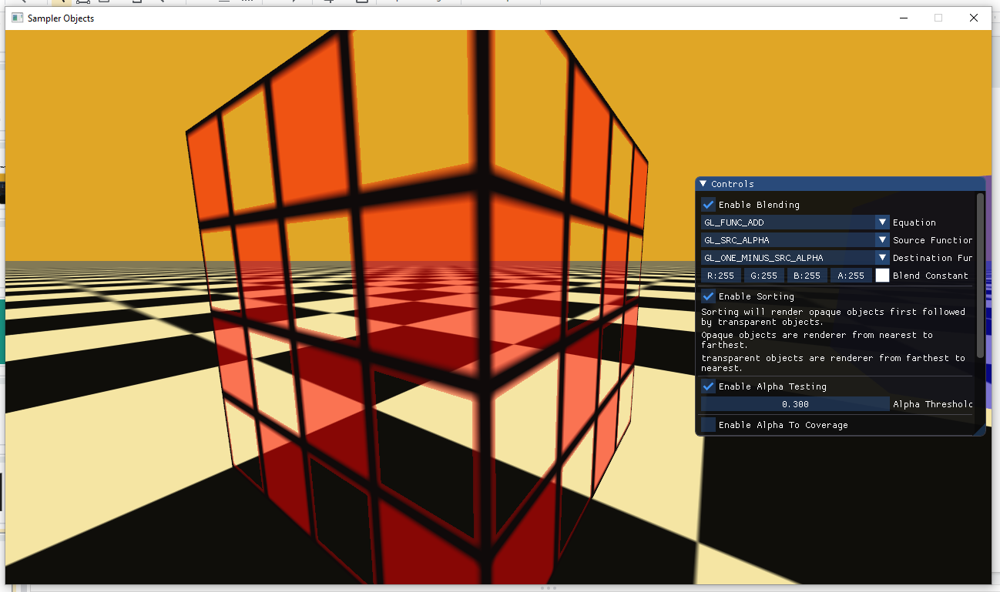 Sampler Objects
Controls
Enable Blending
GL_FUNC_ADD Equation
GL_SRC_ALPHA Source Function
GL_ONE_MINUS_SRC_ALPHA Destination Fur
R:255 G:255 B:255 A:255 Blend Constant
Enable Sorting
Sorting will render opaque objects first followed
by transparent objects.
Opaque objects are renderer from nearest to
farthest.
transparent objects are renderer from farthest to
nearest.
Enable Alpha Testing
0.300 Alpha Threshold
Enable Alpha To Coverage